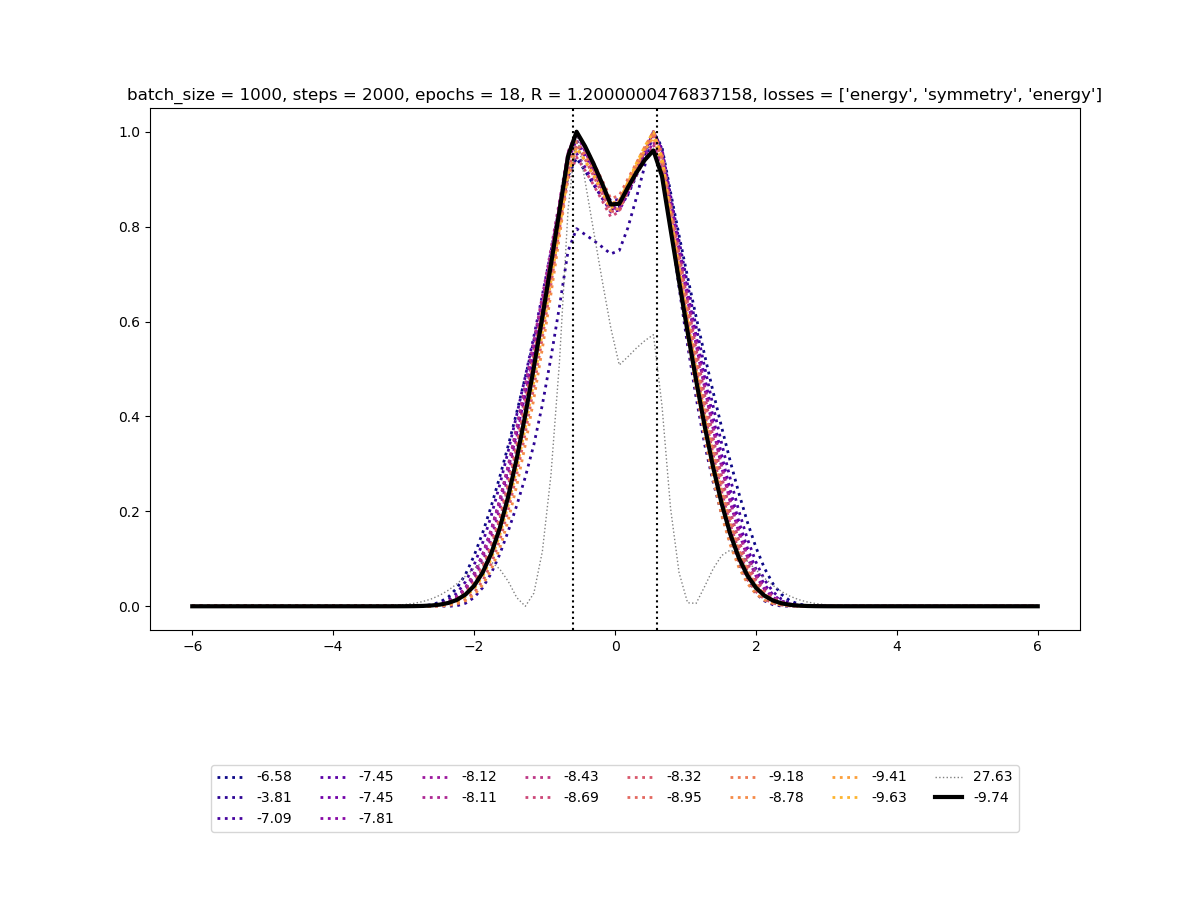 batch_size = 1000, steps = 2000, epochs = 18, R = 1.2000000476837158, losses = ['energy', 'symmetry', 'energy']
1.0
0.8
0.6
0.4
0.2
0.0
−6 −4 −2 0 2 4 6
-6.58 -7.45 -8.12 -8.43 -8.32 -9.18 -9.41 27.63
-3.81 -7.45 -8.11 -8.69 -8.95 -8.78 -9.63 -9.74
-7.09 -7.81